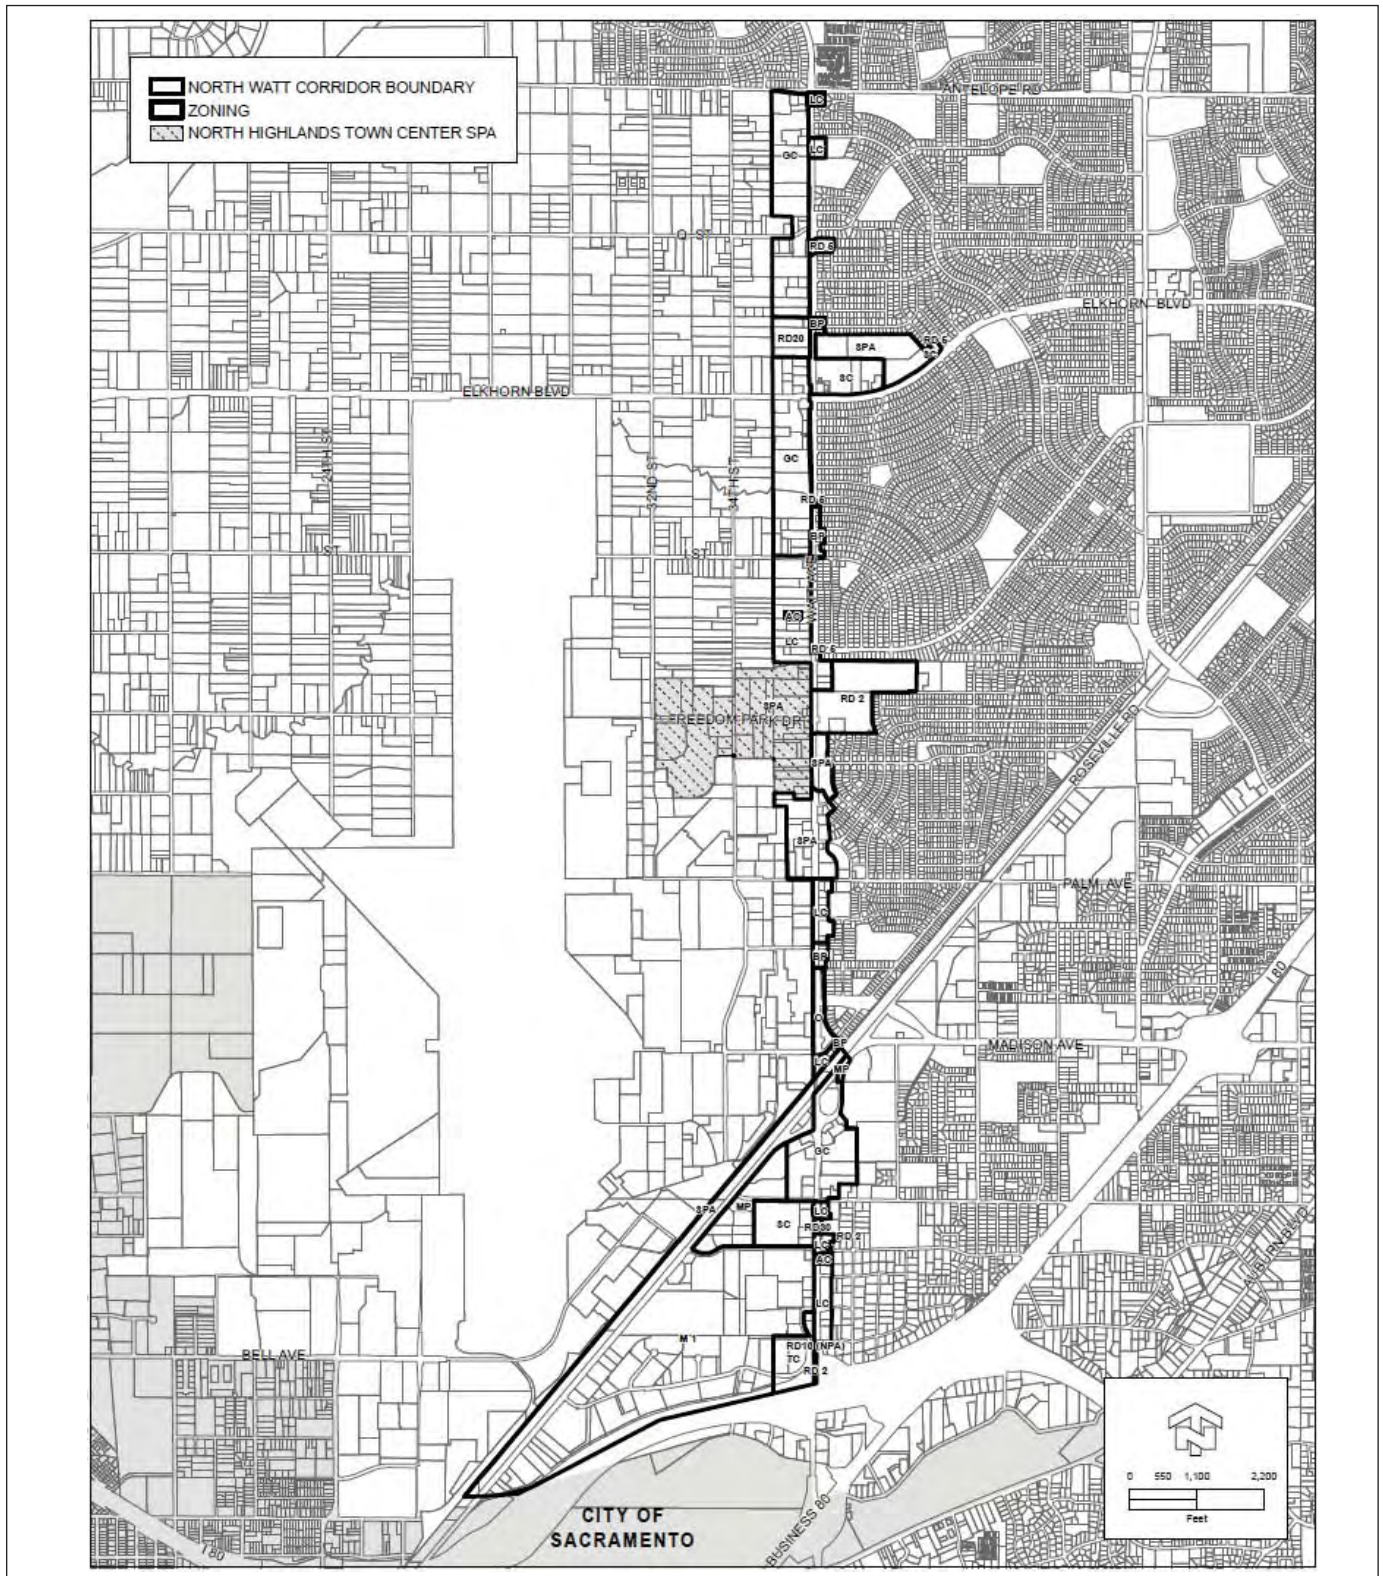 NORTH WATT CORRIDOR BOUNDARY
ZONING
NORTH HIGHLANDS TOWN CENTER SPA
ANTELOPE RD
LC
LC
GC
Q ST
RD 5
ELKHORN BLVD
BP
RD20
SPA
RD 5
SC
SC
ELKHORN BLVD
24TH ST
32ND ST
34TH ST
GC
RD 5
BP
I ST
I ST
WATT AVE
AC
LC
RD 5
SPA
RD 2
FREEDOM PARK DR
ROSEVILLE RD
SPA
SPA
PALM AVE
LC
BP
I 80
O
BP
MADISON AVE
LC
MP
GC
SPA
MP
LC
SC
RD30
RD 2
LC
AC
AUBURN BLVD
LC
M 1
RD10 (NPA)
BELL AVE
TC
RD 2
0 550 1,100 2,200
Feet
CITY OF
SACRAMENTO
BUSINESS 80
I 80